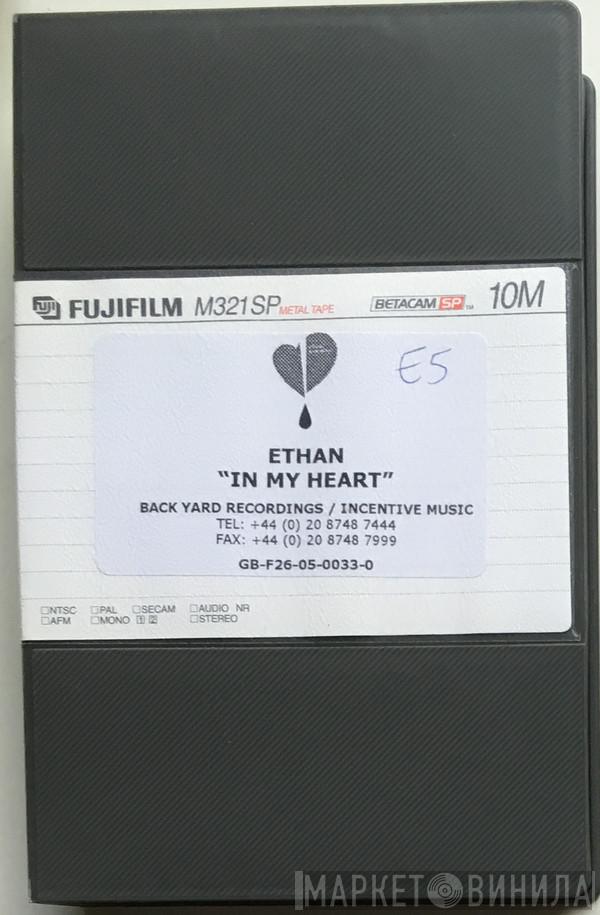 FUJI FUJIFILM M321SP METAL TAPE BETACAM SP TM 10M
E5
ETHAN
“IN MY HEART”
BACK YARD RECORDINGS / INCENTIVE MUSIC
TEL: +44 (0) 20 8748 7444
FAX: +44 (0) 20 8748 7999
GB-F26-05-0033-0
□NTSC □PAL □SECAM □AUDIO NR
□AFM □MONO 1 2 □STEREO
МАРКЕТ ВИНИЛА